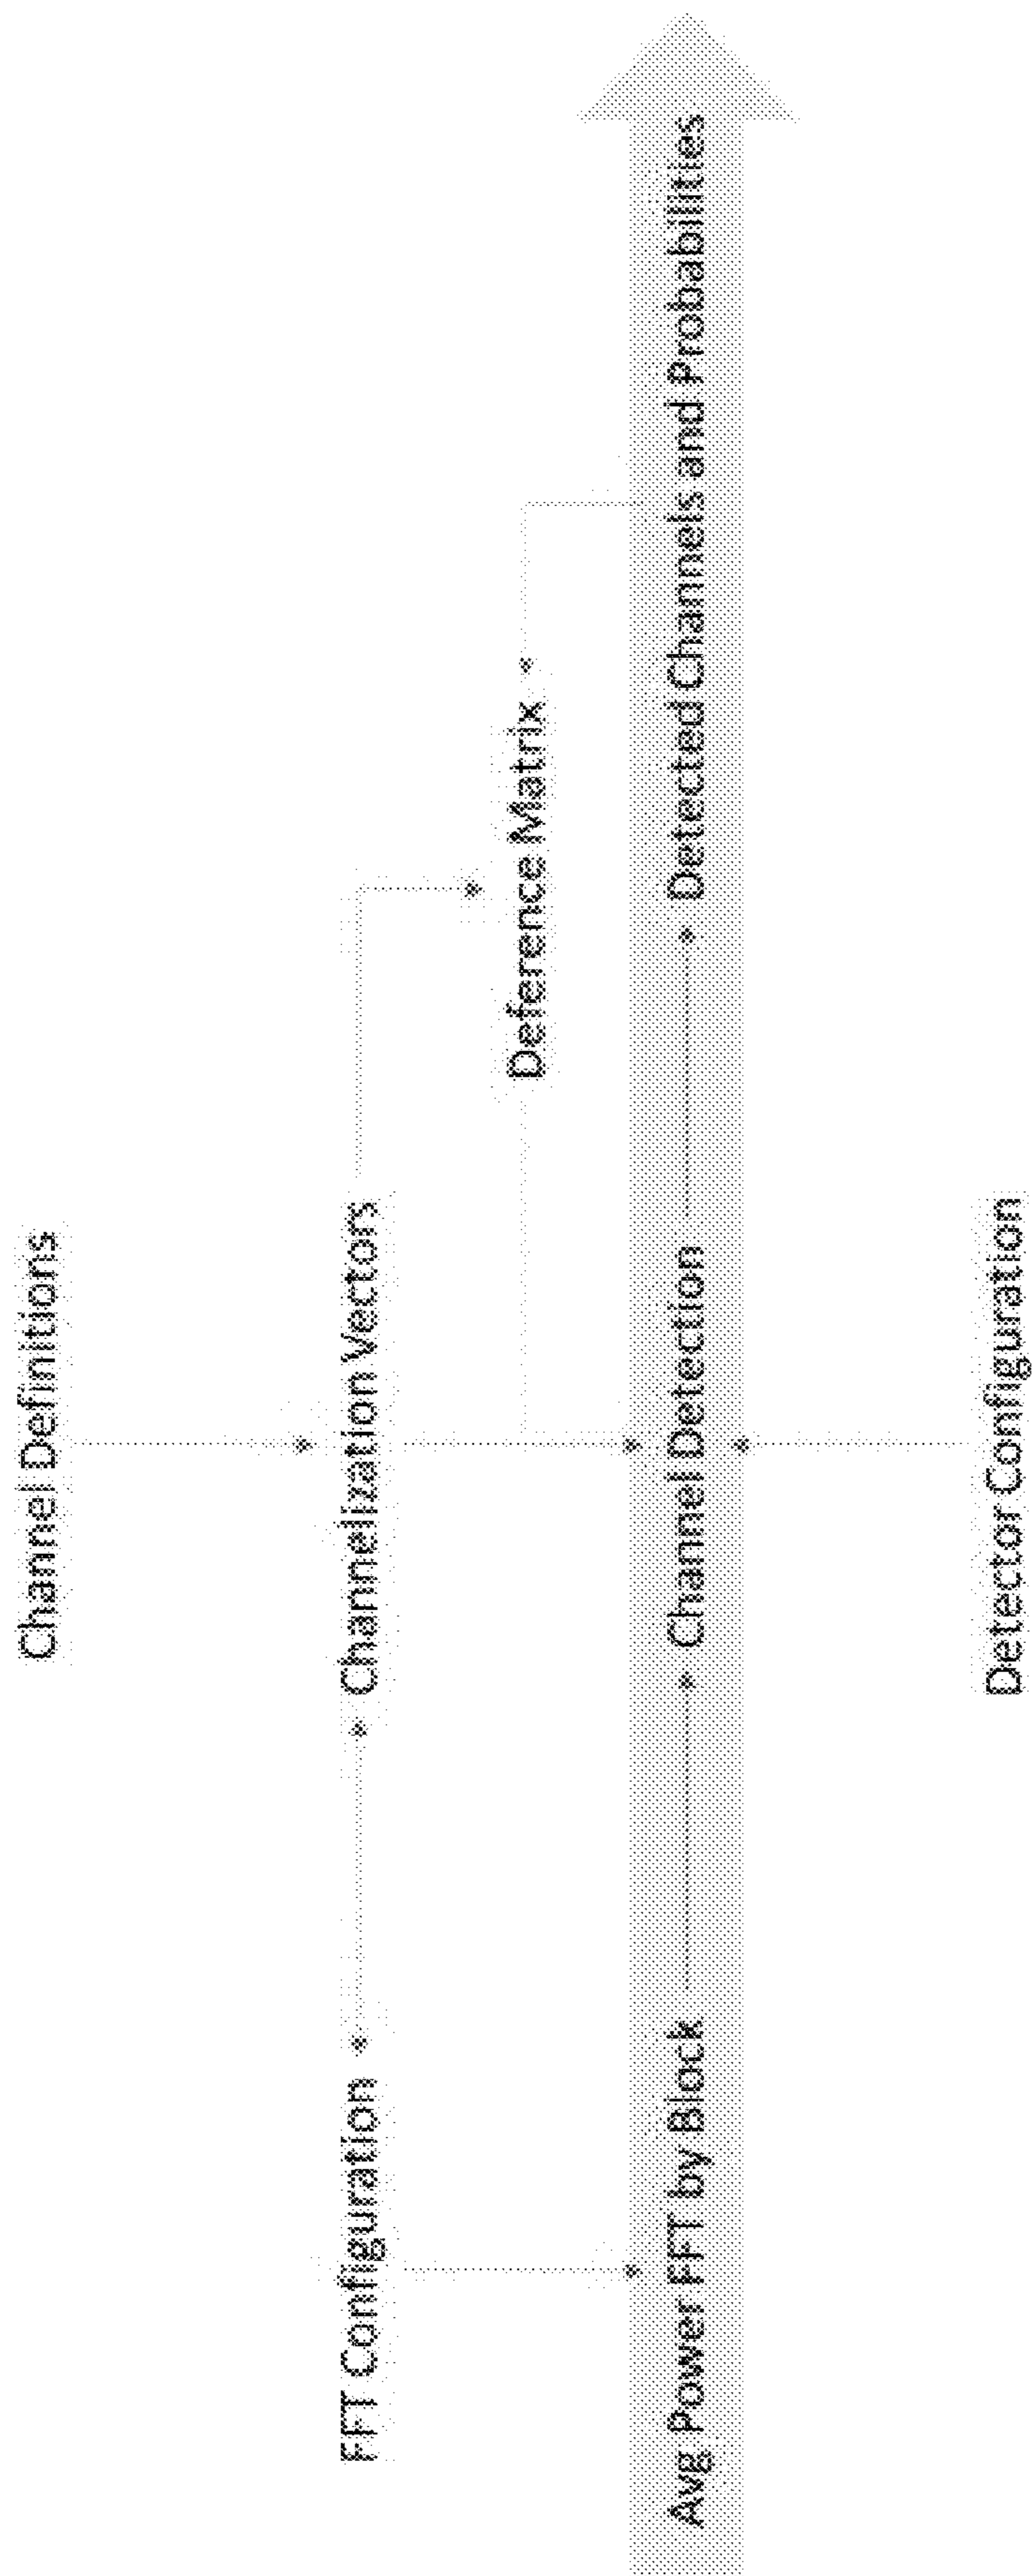 Channel Definitions
FFT Configuration
Channelization Vectors
Deference Matrix
Avg Power FFT by Block
Channel Detection
Detected Channels and Probabilities
Detector Configuration